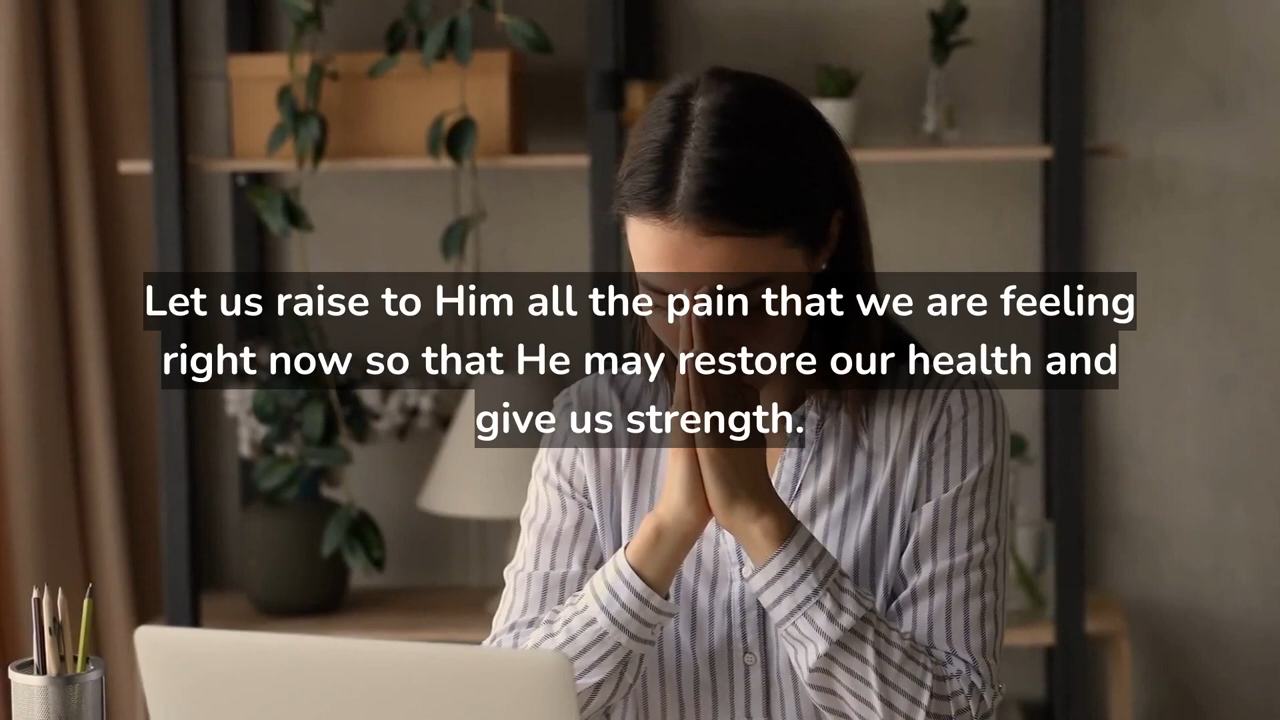 Let us raise to Him all the pain that we are feeling
right now so that He may restore our health and
give us strength.